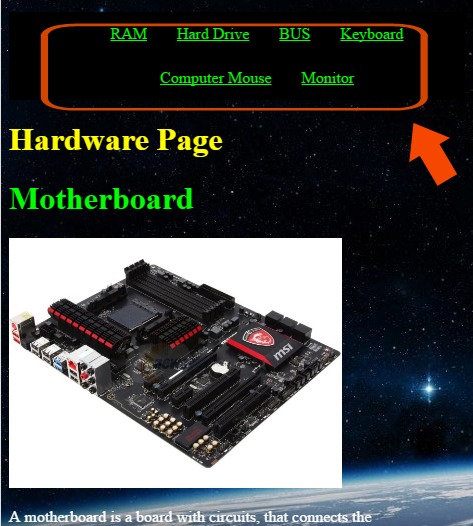 RAM Hard Drive BUS Keyboard
Computer Mouse Monitor
Hardware Page
Motherboard
msi
A motherboard is a board with circuits, that connects the